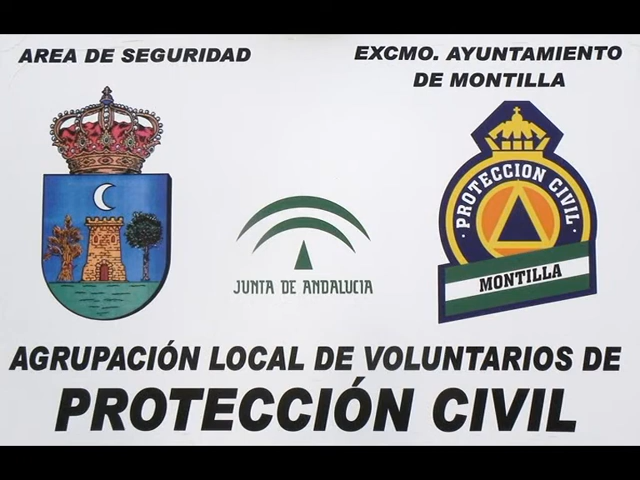 AREA DE SEGURIDAD
EXCMO. AYUNTAMIENTO
DE MONTILLA
JUNTA DE ANDALUCIA
· PROTECCION CIVIL ·
MONTILLA
AGRUPACIÓN LOCAL DE VOLUNTARIOS DE
PROTECCIÓN CIVIL